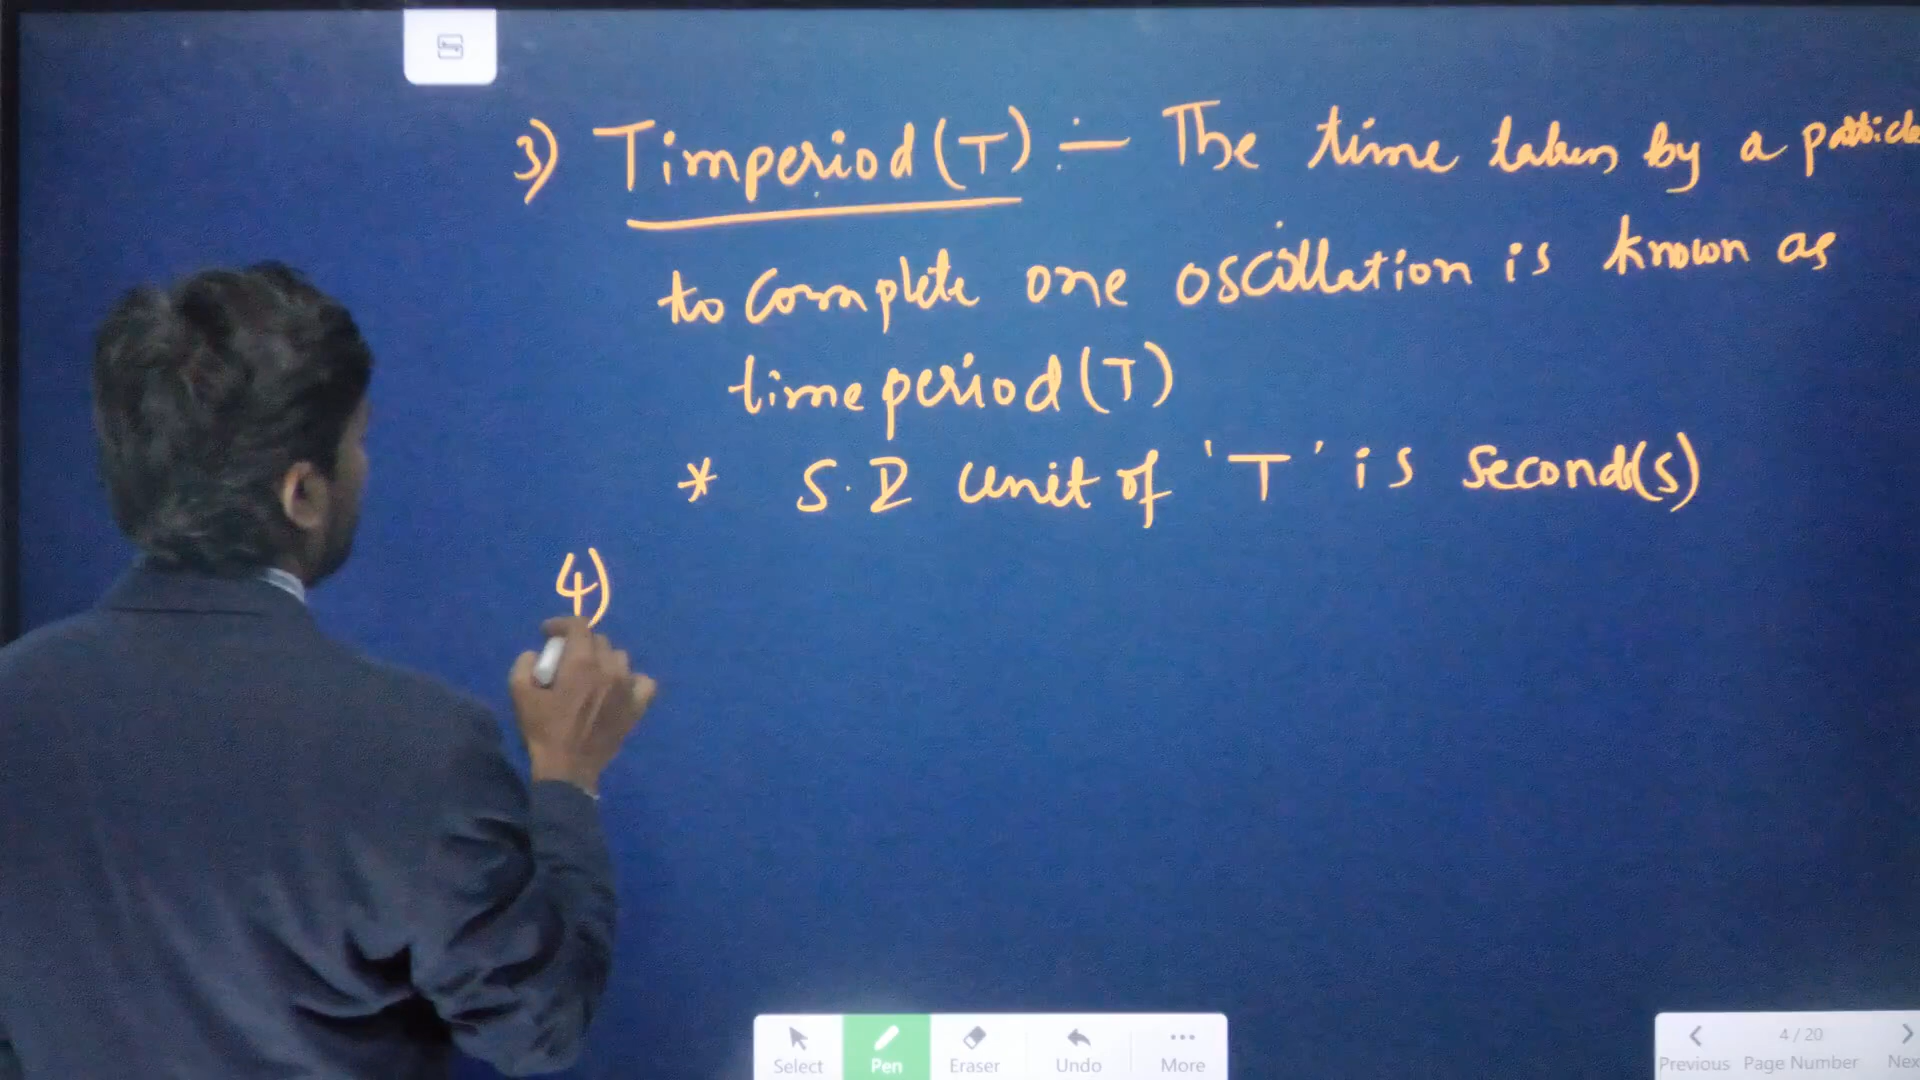 3) Timperiod (T) :- The time taken by a particle
to complete one oscillation is known as
time period (T)
* S.I unit of 'T' is second(s)
4)
Select Pen Eraser Undo More
Previous 4 / 20 Page Number Nex